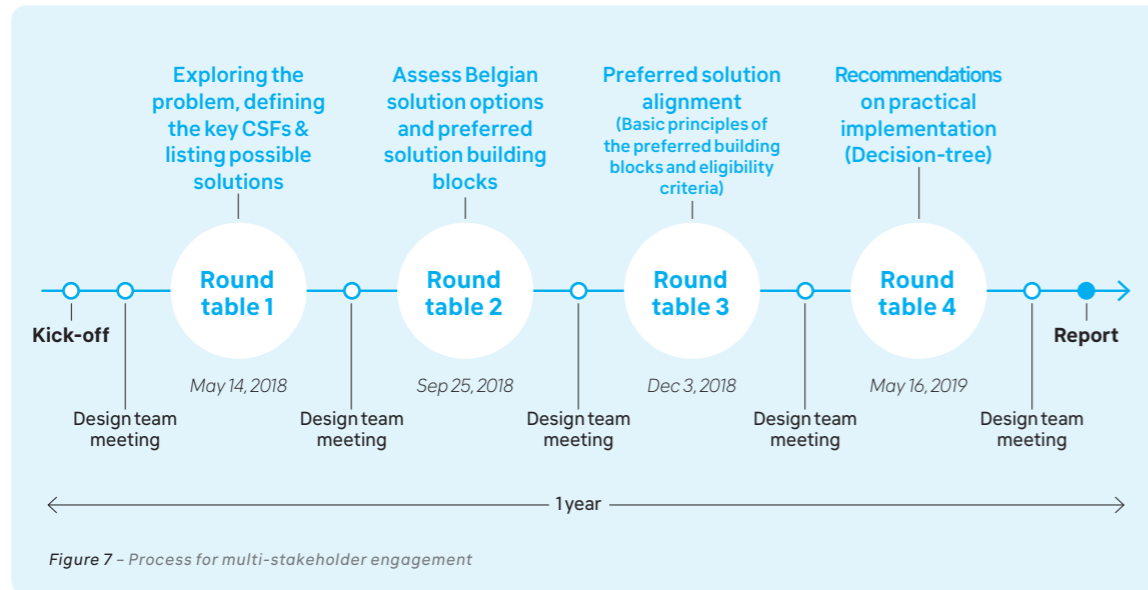 Exploring the
problem, defining
the key CSFs &
listing possible
solutions
Assess Belgian
solution options
and preferred
solution building
blocks
Preferred solution
alignment
(Basic principles of
the preferred building
blocks and eligibility
criteria)
Recommendations
on practical
implementation
(Decision-tree)
Round
table 1
Round
table 2
Round
table 3
Round
table 4
Kick-off
Report
May 14, 2018
Sep 25, 2018
Dec 3, 2018
May 16, 2019
Design team
meeting
Design team
meeting
Design team
meeting
Design team
meeting
Design team
meeting
1 year
Figure 7 – Process for multi-stakeholder engagement